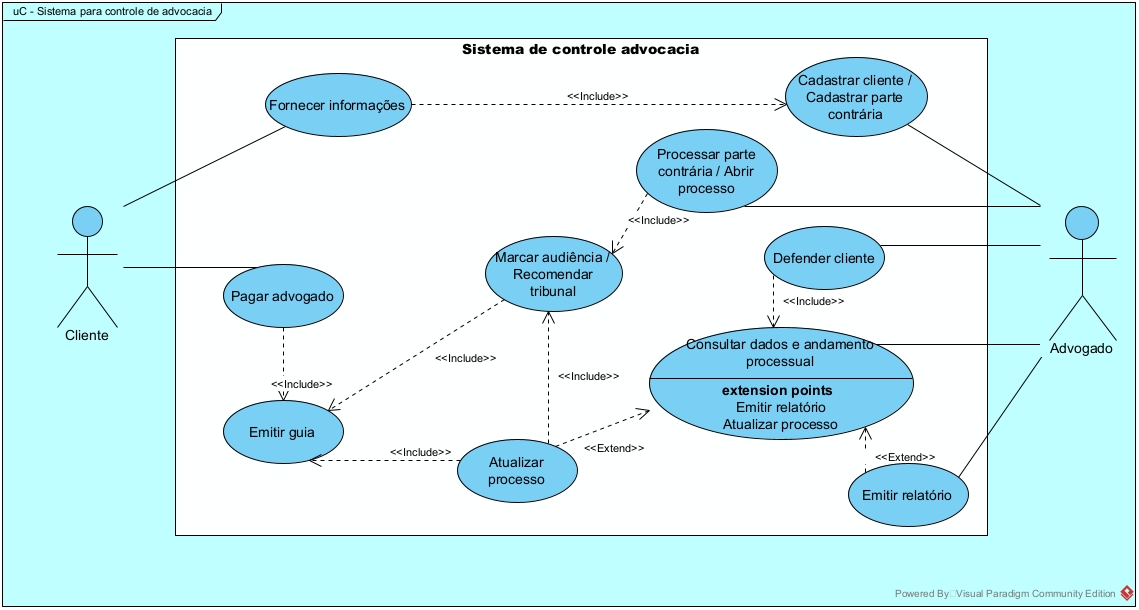 uC - Sistema para controle de advocacia
Sistema de controle advocacia
Fornecer informações
<<Include>>
Cadastrar cliente /
Cadastrar parte
contrária
Processar parte
contrária / Abrir
processo
<<Include>>
Marcar audiência /
Recomendar
tribunal
Defender cliente
<<Include>>
Pagar advogado
Cliente
Advogado
Consultar dados e andamento
processual
extension points
Emitir relatório
Atualizar processo
<<Include>>
<<Include>>
<<Include>>
Emitir guia
<<Include>>
<<Extend>>
Atualizar
processo
<<Extend>>
Emitir relatório
Powered By Visual Paradigm Community Edition